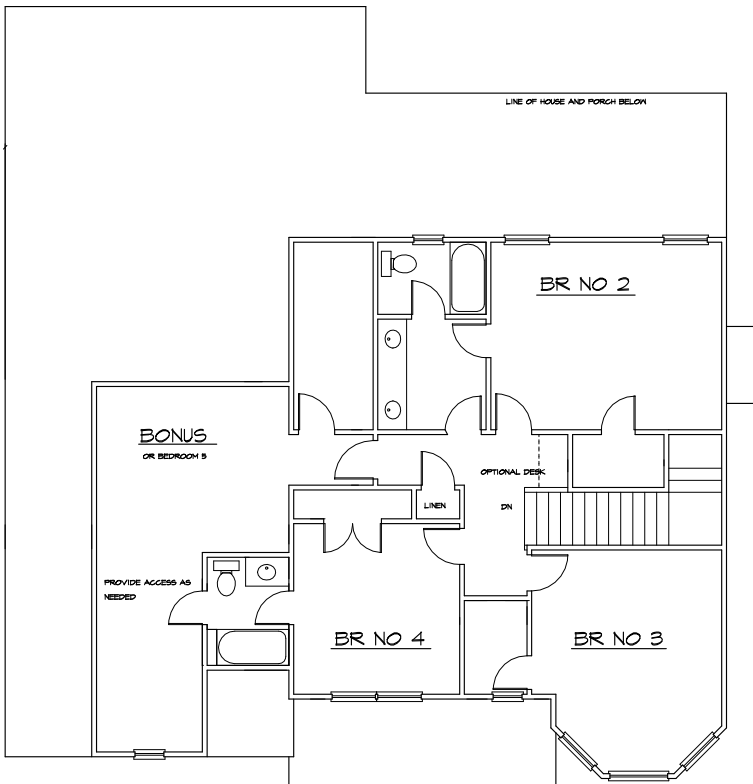 LINE OF HOUSE AND PORCH BELOW
BR NO 2
BONUS
OR BEDROOM 5
OPTIONAL DESK
LINEN
DN
PROVIDE ACCESS AS
NEEDED
BR NO 4
BR NO 3